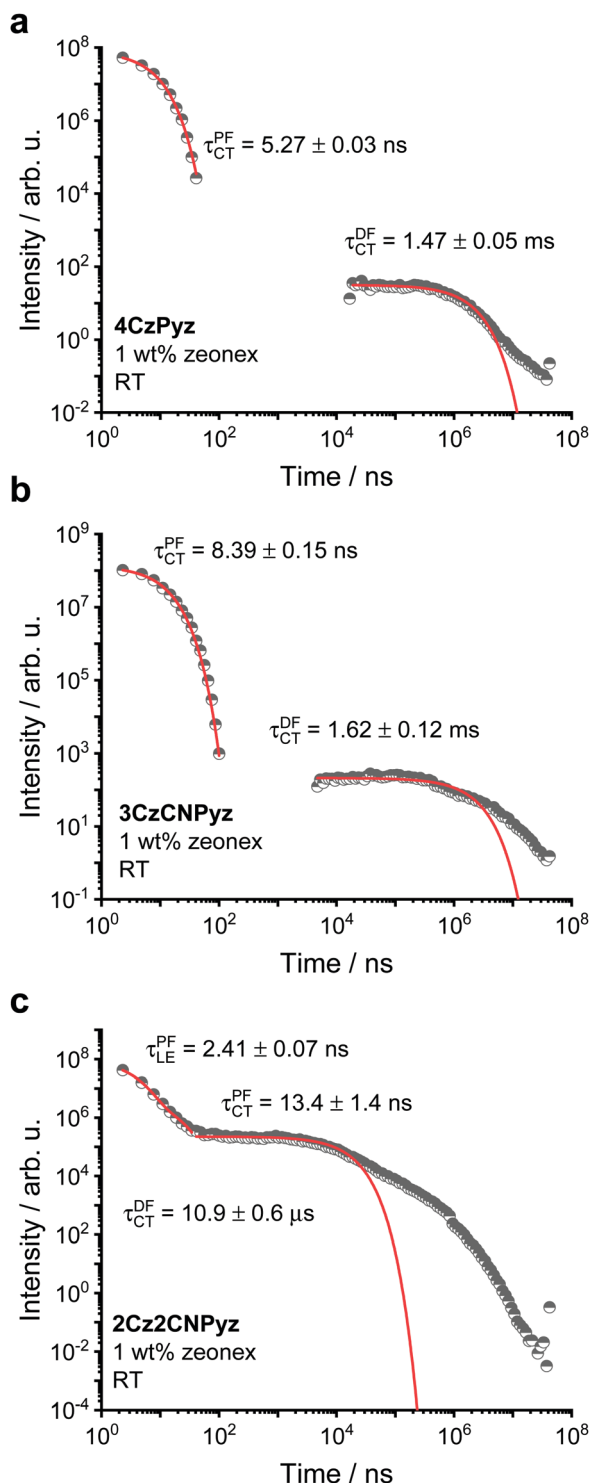 a
10^8
10^6
10^4
10^2
10^0
10^-2
Intensity / arb. u.
τ_CT^PF = 5.27 ± 0.03 ns
τ_CT^DF = 1.47 ± 0.05 ms
4CzPyz
1 wt% zeonex
RT
10^0 10^2 10^4 10^6 10^8
Time / ns
b
10^9
10^7
10^5
10^3
10^1
10^-1
Intensity / arb. u.
τ_CT^PF = 8.39 ± 0.15 ns
τ_CT^DF = 1.62 ± 0.12 ms
3CzCNPyz
1 wt% zeonex
RT
10^0 10^2 10^4 10^6 10^8
Time / ns
c
10^8
10^6
10^4
10^2
10^0
10^-2
10^-4
Intensity / arb. u.
τ_LE^PF = 2.41 ± 0.07 ns
τ_CT^PF = 13.4 ± 1.4 ns
τ_CT^DF = 10.9 ± 0.6 μs
2Cz2CNPyz
1 wt% zeonex
RT
10^0 10^2 10^4 10^6 10^8
Time / ns